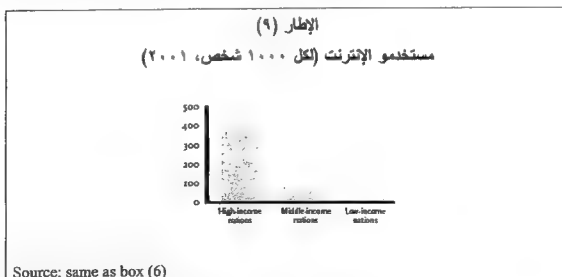 الإطار (٩)
مستخدمو الإنترنت (لكل ١٠٠٠ شخص، ٢٠٠١)
500
400
300
200
100
0
High-income Middle-income Low-income
nations nations nations
Source: same as box (6)